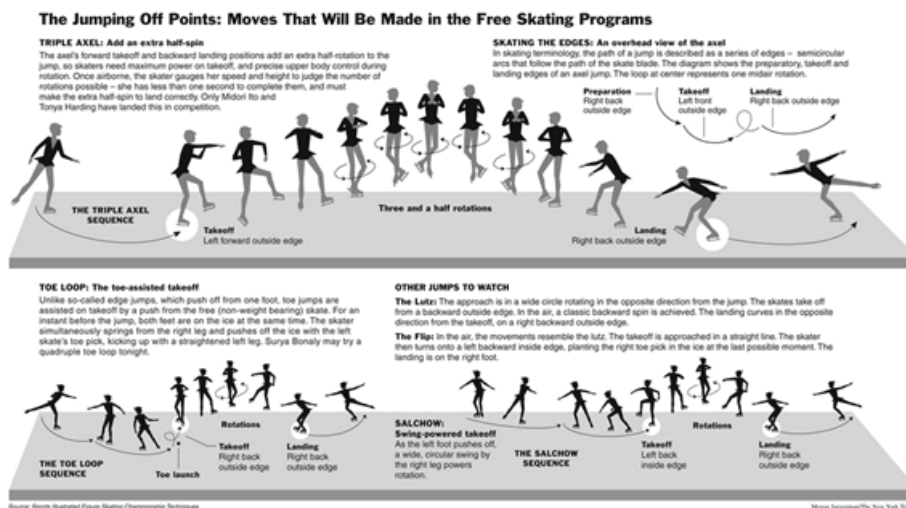 The Jumping Off Points: Moves That Will Be Made in the Free Skating Programs
TRIPLE AXEL: Add an extra half-spin
The axel's forward takeoff and backward landing positions add an extra half-rotation to the
jump, so skaters need maximum power on takeoff, and precise upper body control during
rotation. Once airborne, the skater gauges her speed and height to judge the number of
rotations possible – she has less than one second to complete them, and must
make the extra half-spin to land correctly. Only Midori Ito and
Tonya Harding have landed this in competition.
SKATING THE EDGES: An overhead view of the axel
In skating terminology, the path of a jump is described as a series of edges – semicircular
arcs that follow the path of the skate blade. The diagram shows the preparatory, takeoff and
landing edges of an axel jump. The loop at center represents one midair rotation.
Preparation
Right back
outside edge
Takeoff
Left front
outside edge
Landing
Right back outside edge
THE TRIPLE AXEL
SEQUENCE
Takeoff
Left forward outside edge
Three and a half rotations
Landing
Right back outside edge
TOE LOOP: The toe-assisted takeoff
Unlike so-called edge jumps, which push off from one foot, toe jumps are
assisted on takeoff by a push from the free (non-weight bearing) skate. For an
instant before the jump, both feet are on the ice at the same time. The skater
simultaneously springs from the right leg and pushes off the ice with the left
skate's toe pick, kicking up with a straightened left leg. Surya Bonaly may try a
quadruple toe loop tonight.
THE TOE LOOP
SEQUENCE
Toe launch
Rotations
Takeoff
Right back
outside edge
Landing
Right back
outside edge
OTHER JUMPS TO WATCH
The Lutz: The approach is in a wide circle rotating in the opposite direction from the jump. The skates take off
from a backward outside edge. In the air, a classic backward spin is achieved. The landing curves in the opposite
direction from the takeoff, on a right backward outside edge.
The Flip: In the air, the movements resemble the lutz. The takeoff is approached in a straight line. The skater
then turns onto a left backward inside edge, planting the right toe pick in the ice at the last possible moment. The
landing is on the right foot.
SALCHOW:
Swing-powered takeoff
As the left foot pushes off,
a wide, circular swing by
the right leg powers
rotation.
THE SALCHOW
SEQUENCE
Takeoff
Left back
inside edge
Rotations
Landing
Right back
outside edge
Source: Sports Illustrated Figure Skating Championship Techniques